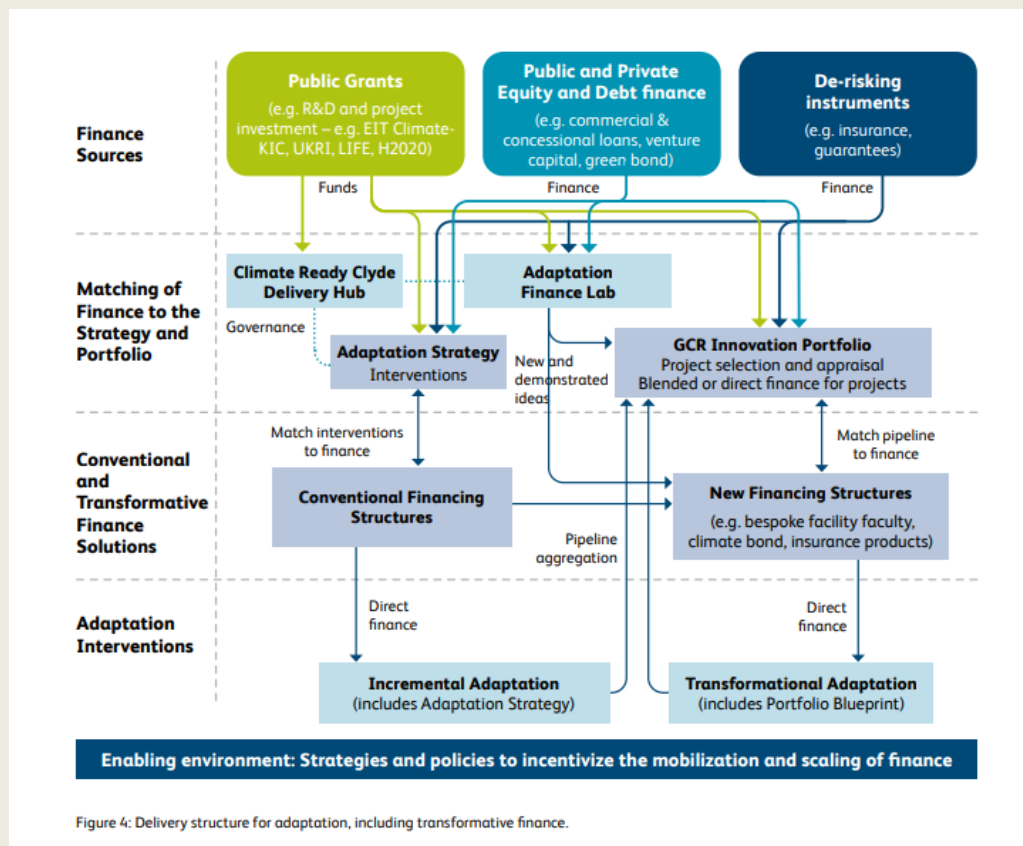 Finance
Sources
Public Grants
(e.g. R&D and project
investment – e.g. EIT Climate-
KIC, UKRI, LIFE, H2020)
Public and Private
Equity and Debt finance
(e.g. commercial &
concessional loans, venture
capital, green bond)
De-risking
instruments
(e.g. insurance,
guarantees)
Funds
Finance
Finance
Matching of
Finance to the
Strategy and
Portfolio
Climate Ready Clyde
Delivery Hub
Adaptation
Finance Lab
Governance
Adaptation Strategy
Interventions
New and
demonstrated
ideas
GCR Innovation Portfolio
Project selection and appraisal
Blended or direct finance for projects
Conventional
and
Transformative
Finance
Solutions
Match interventions
to finance
Match pipeline
to finance
Conventional Financing
Structures
New Financing Structures
(e.g. bespoke facility faculty,
climate bond, insurance products)
Pipeline
aggregation
Adaptation
Interventions
Direct
finance
Direct
finance
Incremental Adaptation
(includes Adaptation Strategy)
Transformational Adaptation
(includes Portfolio Blueprint)
Enabling environment: Strategies and policies to incentivize the mobilization and scaling of finance
Figure 4: Delivery structure for adaptation, including transformative finance.